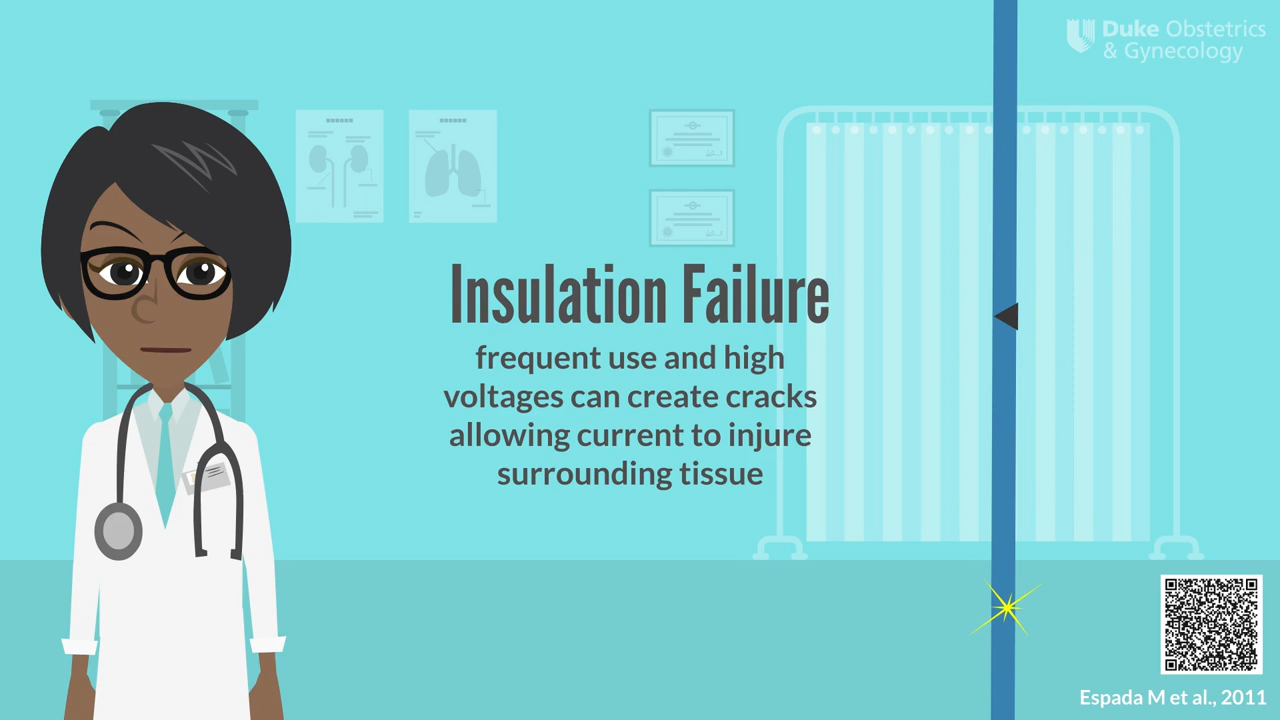 Duke Obstetrics
& Gynecology
Insulation Failure
frequent use and high
voltages can create cracks
allowing current to injure
surrounding tissue
Espada M et al., 2011